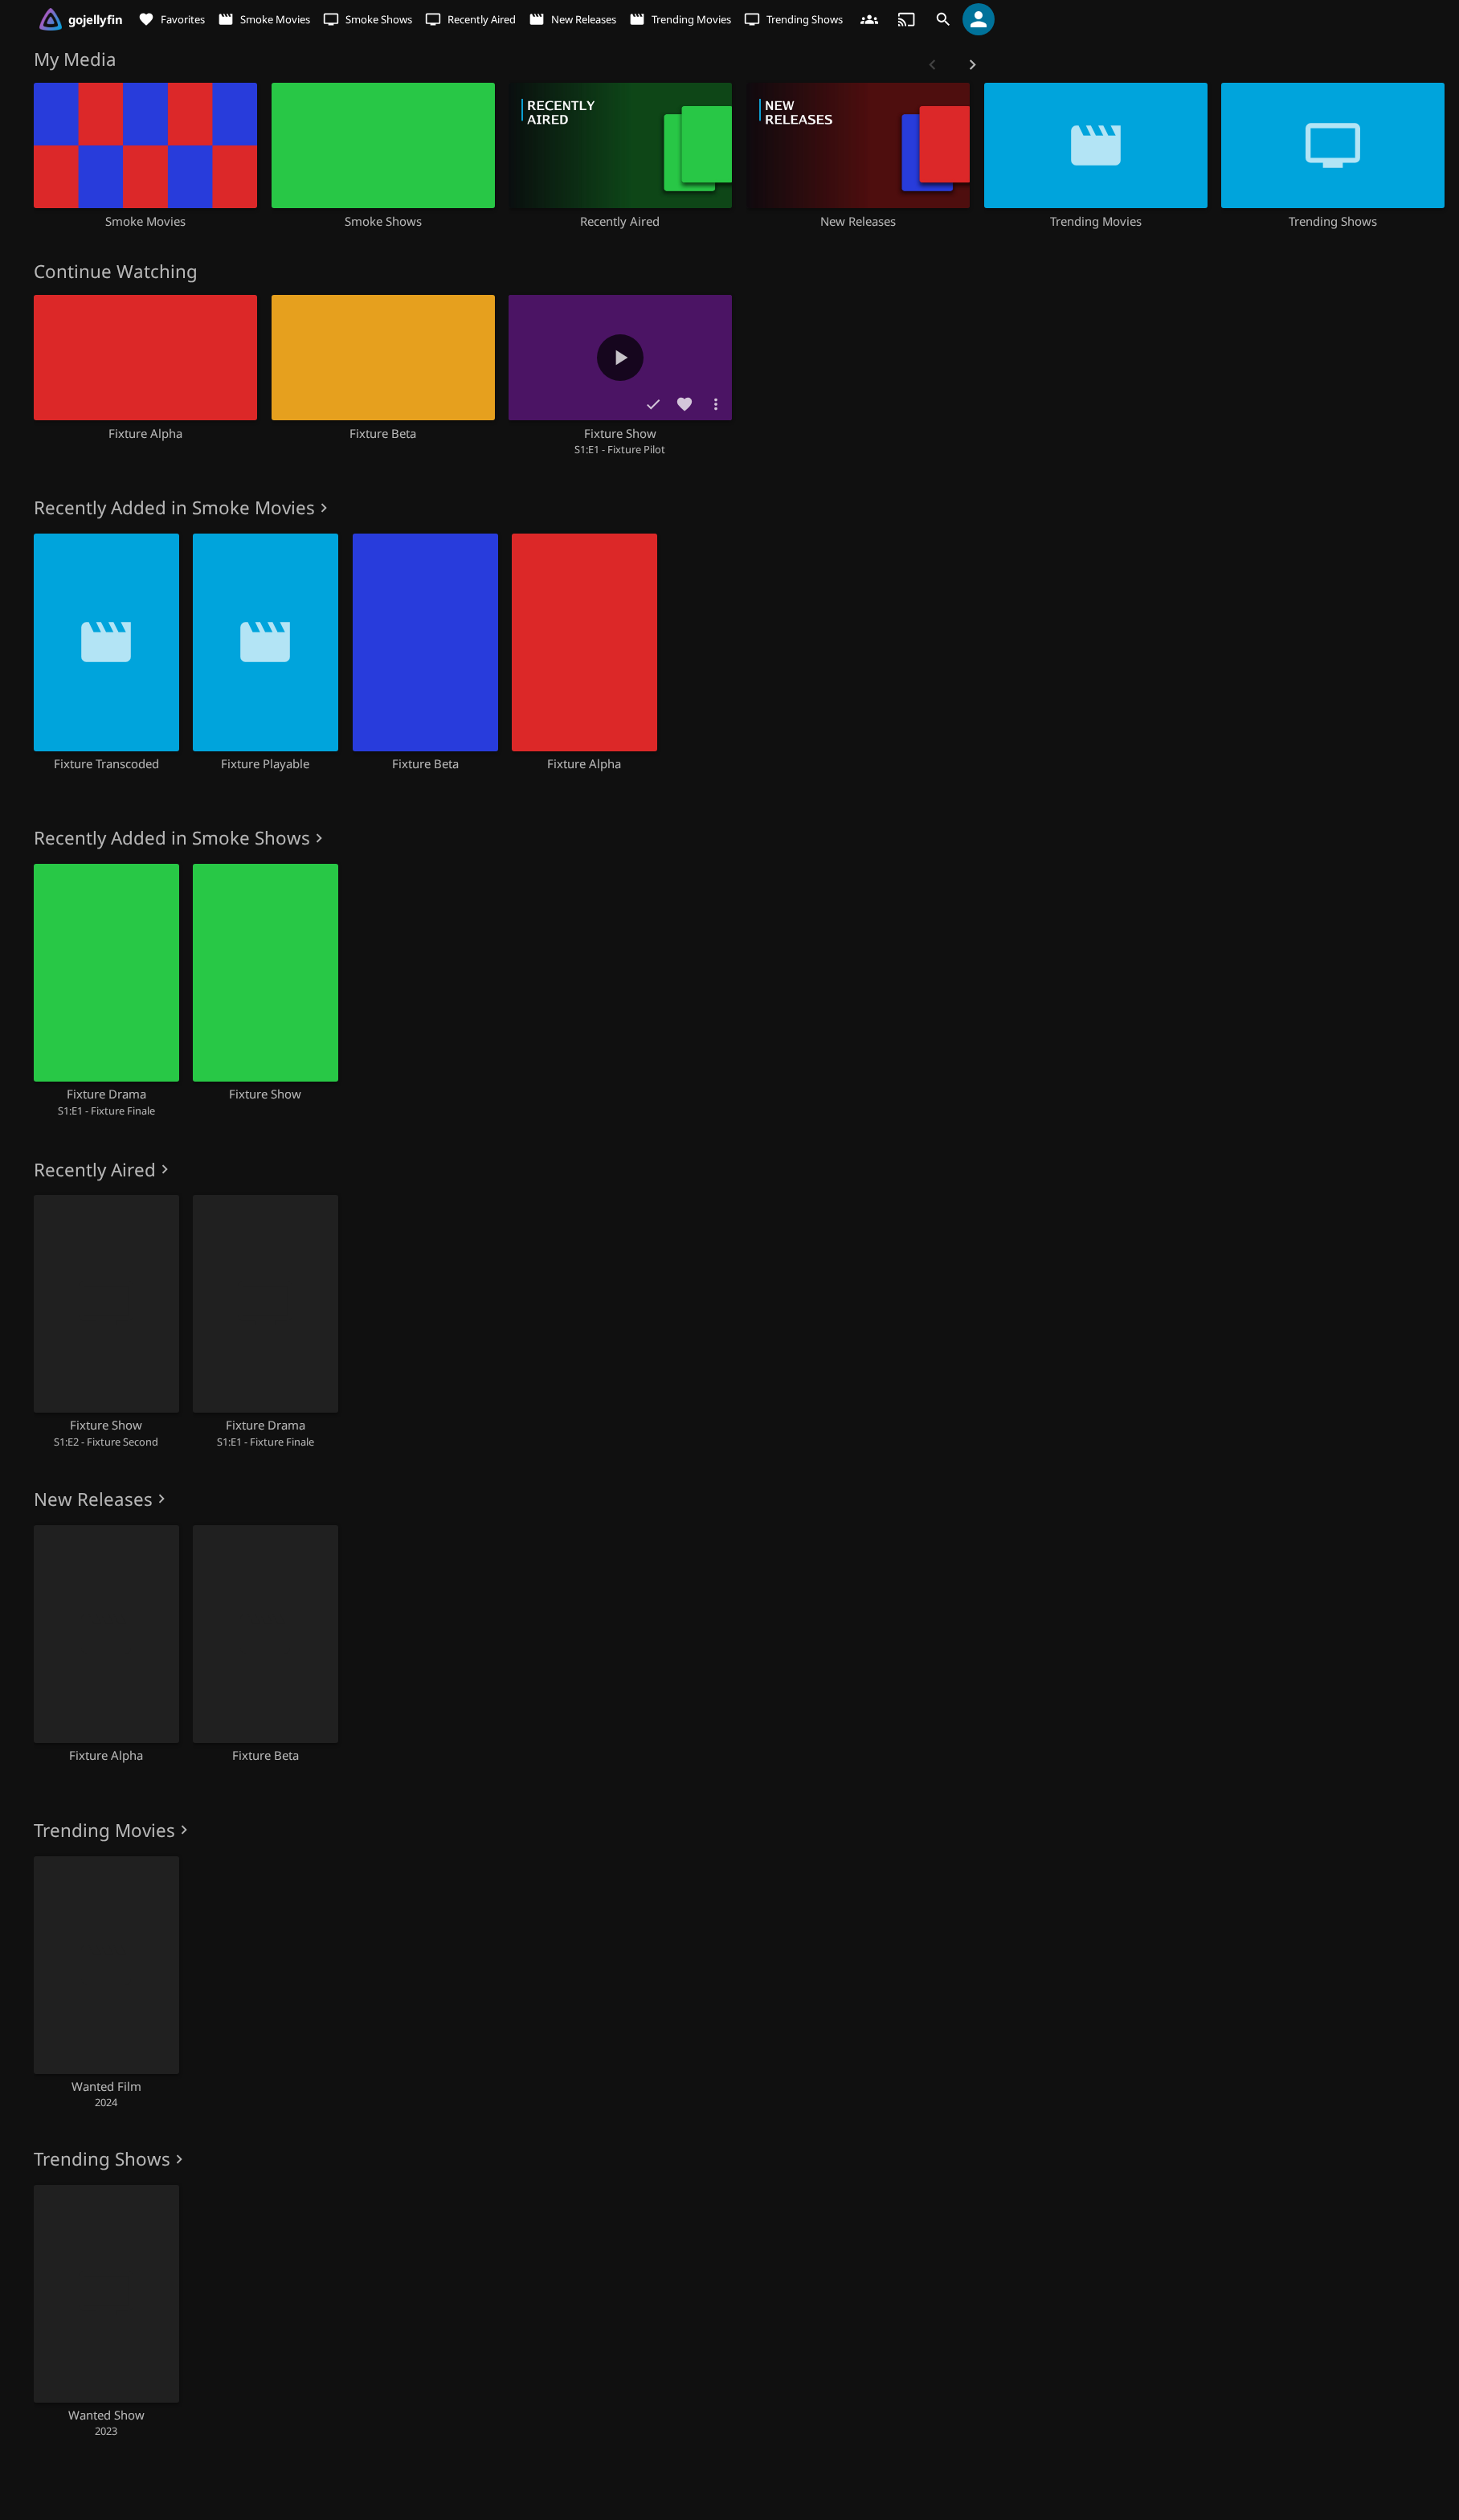 gojellyfin Favorites Smoke Movies Smoke Shows Recently Aired New Releases Trending Movies Trending Shows
My Media
RECENTLY
AIRED
NEW
RELEASES
Smoke Movies Smoke Shows Recently Aired New Releases Trending Movies Trending Shows
Continue Watching
Fixture Alpha Fixture Beta Fixture Show
S1:E1 - Fixture Pilot
Recently Added in Smoke Movies
Fixture Transcoded Fixture Playable Fixture Beta Fixture Alpha
Recently Added in Smoke Shows
Fixture Drama Fixture Show
S1:E1 - Fixture Finale
Recently Aired
Fixture Show Fixture Drama
S1:E2 - Fixture Second S1:E1 - Fixture Finale
New Releases
Fixture Alpha Fixture Beta
Trending Movies
Wanted Film
2024
Trending Shows
Wanted Show
2023